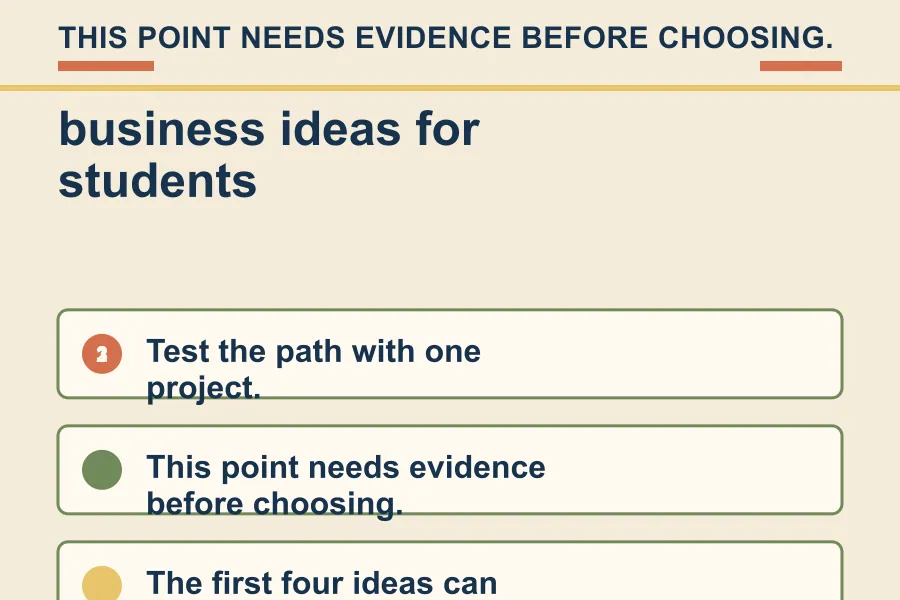 THIS POINT NEEDS EVIDENCE BEFORE CHOOSING.
business ideas for
students
Test the path with one
project.
This point needs evidence
before choosing.
The first four ideas can